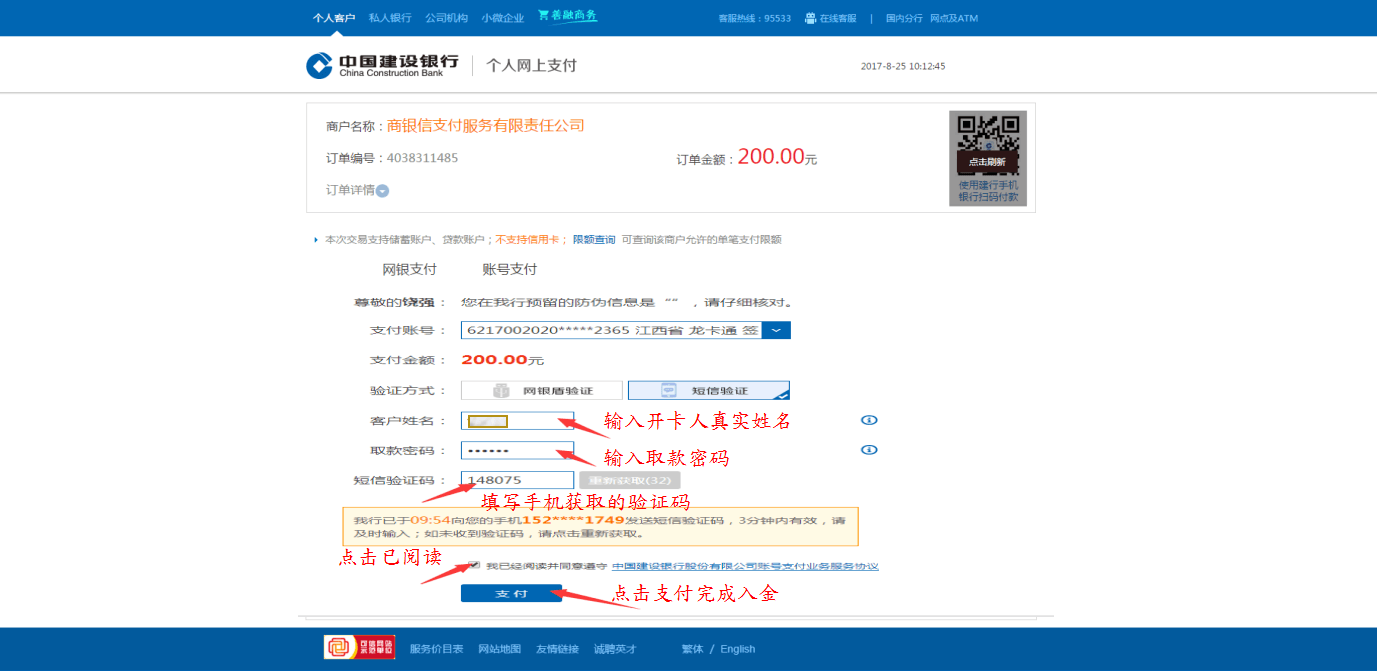 个人客户 私人银行 公司机构 小微企业 善融商务 客服热线：95533 在线客服 | 国内分行 网点及ATM
中国建设银行 个人网上支付 2017-8-25 10:12:45
China Construction Bank
商户名称：商银信支付服务有限责任公司
订单编号：4038311485 订单金额：200.00元
点击刷新
订单详情
使用建行手机
银行扫码付款
本次交易支持储蓄账户、贷款账户；不支持信用卡； 限额查询 可查询该商户允许的单笔支付限额
网银支付 账号支付
尊敬的饶强： 您在我行预留的防伪信息是 “” ，请仔细核对。
支付账号： 6217002020*****2365 江西省 龙卡通 签
支付金额： 200.00元
验证方式： 网银盾验证 短信验证
客户姓名： 输入开卡人真实姓名
取款密码： •••••• 输入取款密码
短信验证码： 148075 重新获取(32)
填写手机获取的验证码
我行已于09:54向您的手机152****1749发送短信验证码，3分钟内有效，请
及时输入；如未收到验证码，请点击重新获取。
点击已阅读
我已经阅读并同意遵守 中国建设银行股份有限公司账号支付业务服务协议
支付 点击支付完成入金
可信网站
示范单位 服务价目表 网站地图 友情链接 诚聘英才 繁体 / English